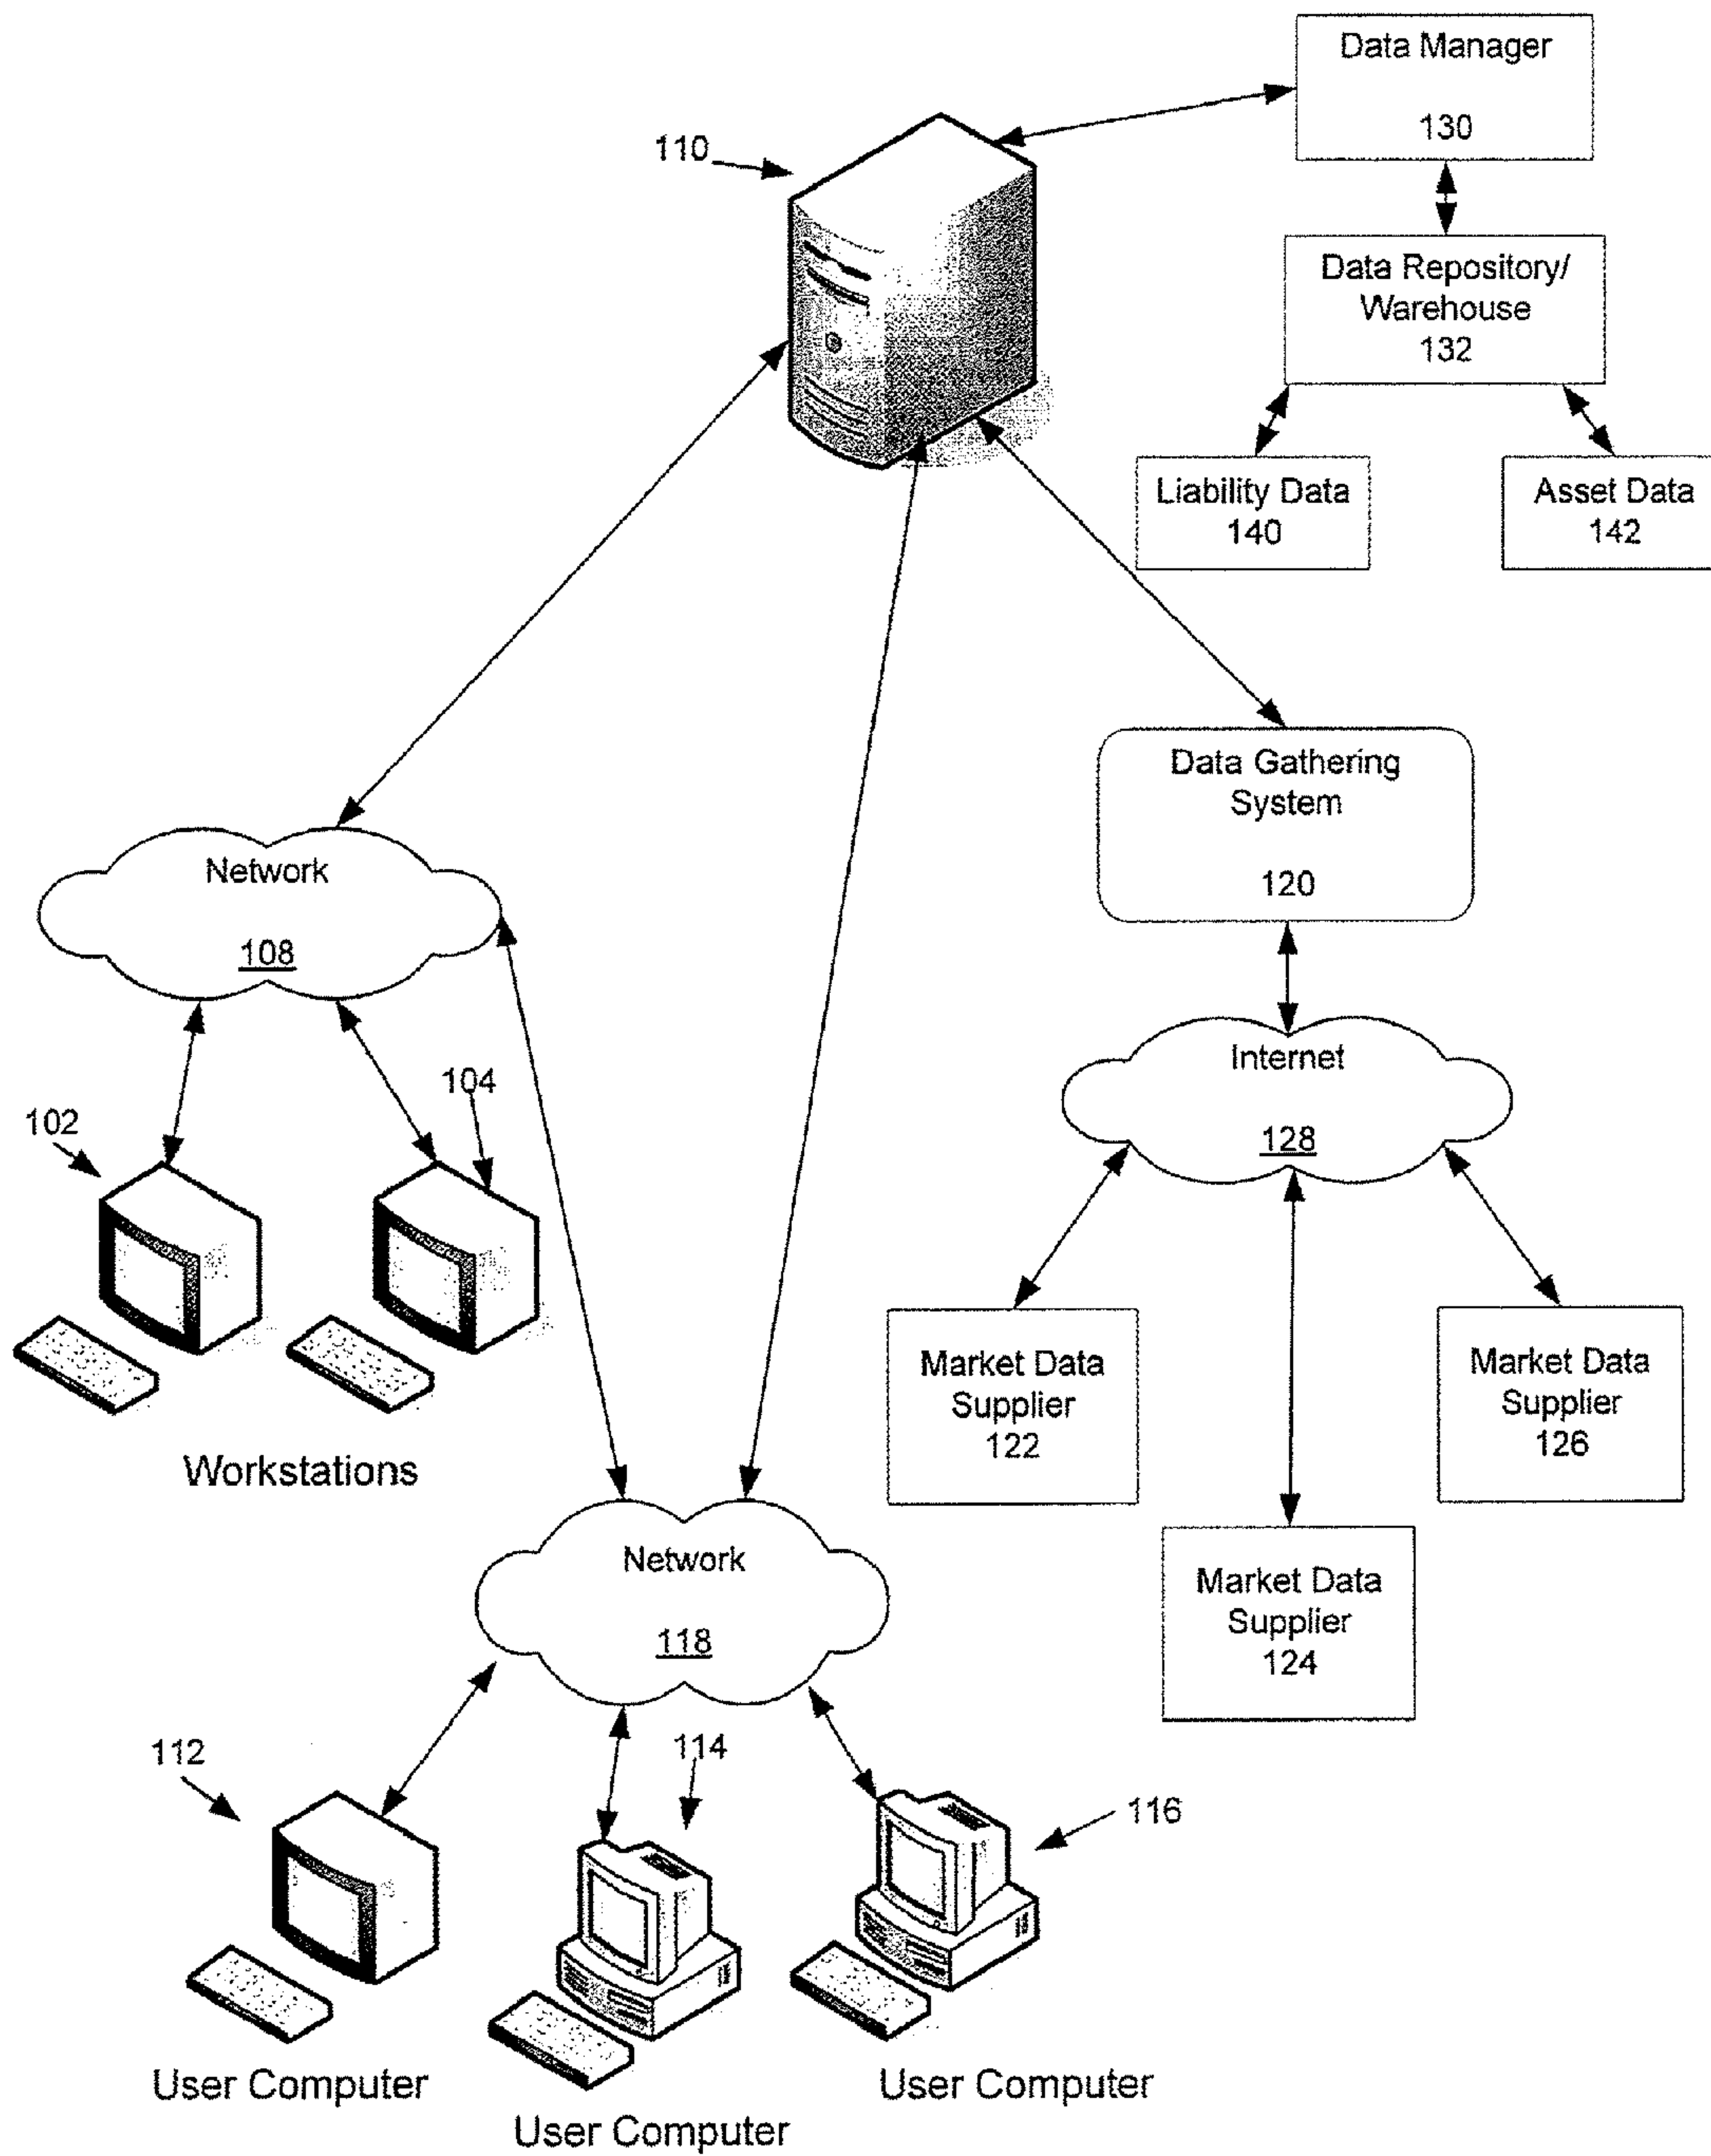 Data Manager
130
110
Data Repository/
Warehouse
132
Liability Data
140
Asset Data
142
Data Gathering
System
120
Network
108
Internet
128
104
102
Workstations
Market Data
Supplier
122
Market Data
Supplier
126
Market Data
Supplier
124
Network
118
112
114
116
User Computer
User Computer
User Computer